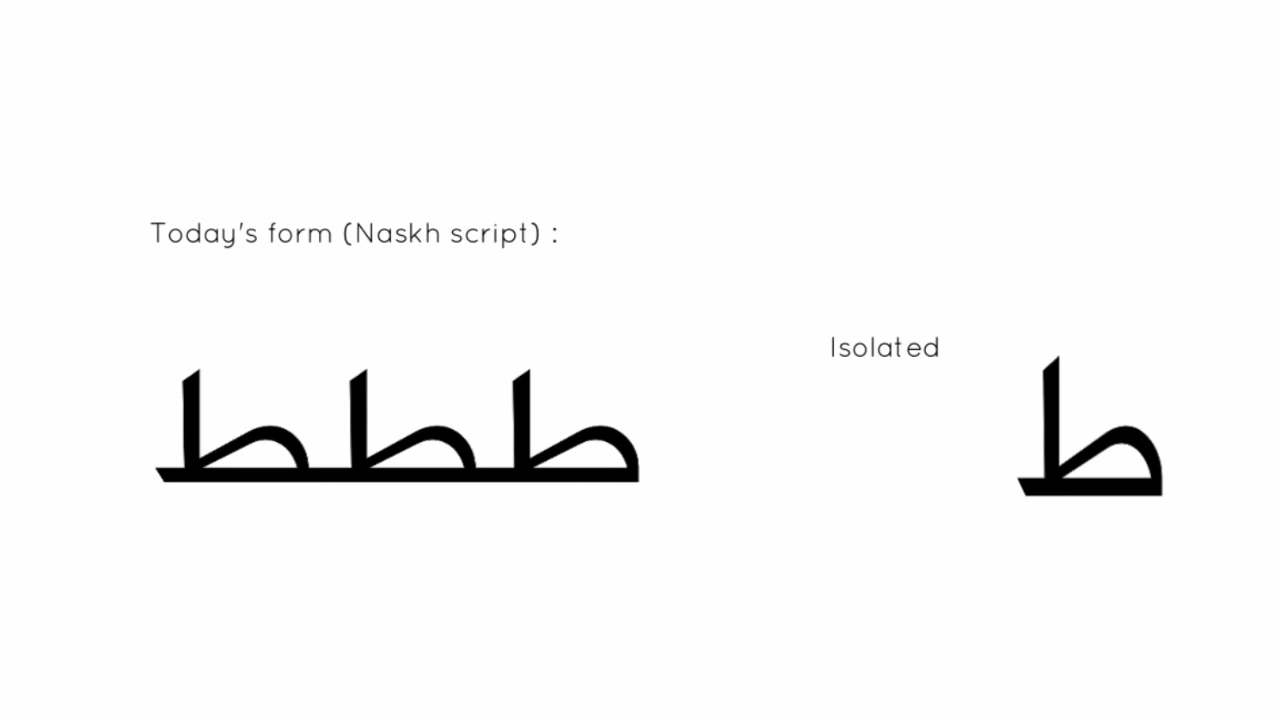 Today's form (Naskh script) :
Isolated
ططط
ط